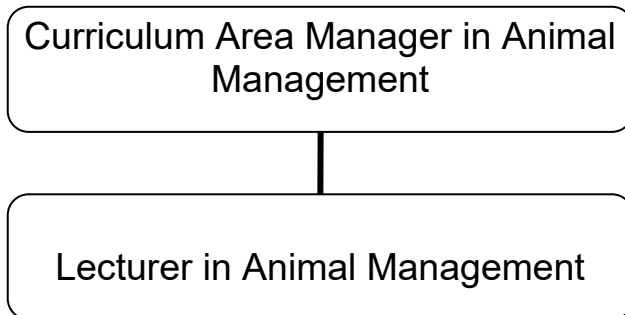 Curriculum Area Manager in Animal
Management
Lecturer in Animal Management